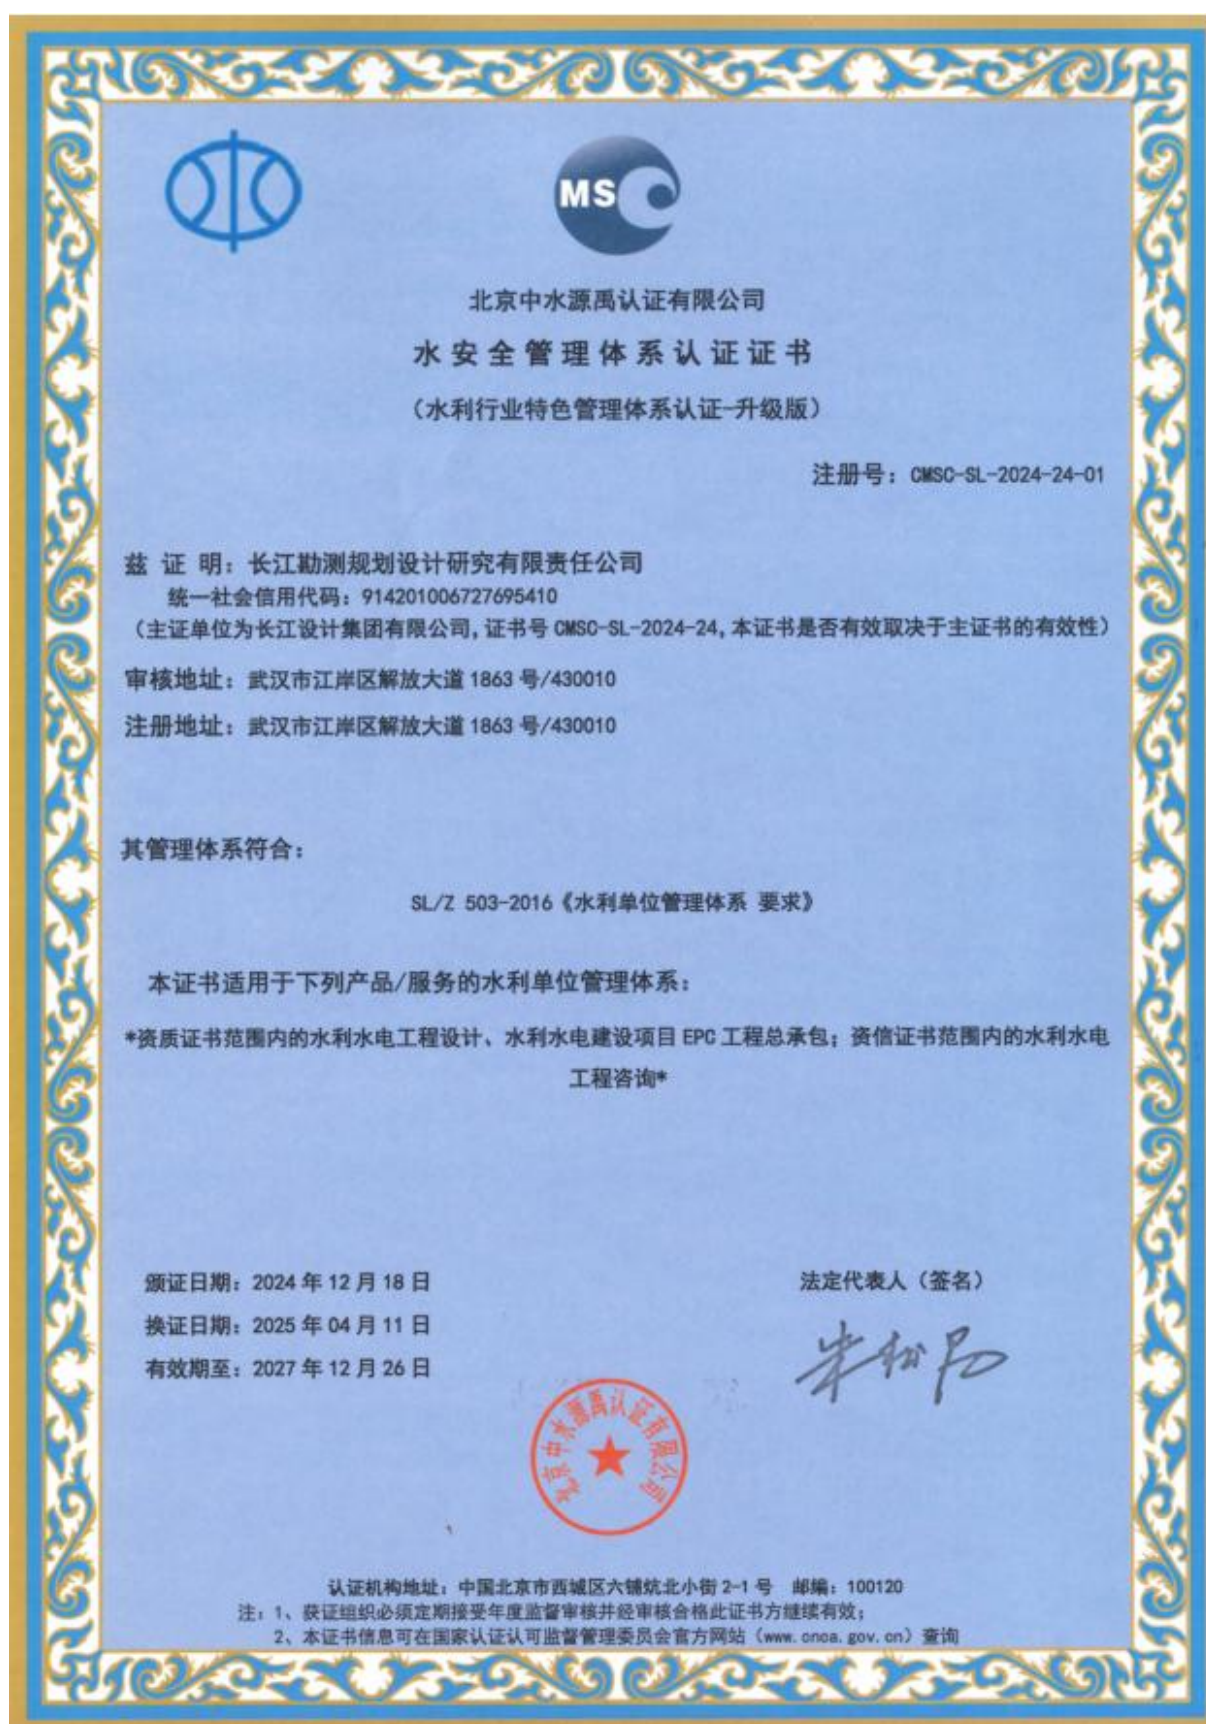 MSC
北京中水源禹认证有限公司
水安全管理体系认证证书
（水利行业特色管理体系认证-升级版）
注册号：CMSC-SL-2024-24-01
兹 证 明：长江勘测规划设计研究有限责任公司
统一社会信用代码：914201006727695410
（主证单位为长江设计集团有限公司,证书号 CMSC-SL-2024-24,本证书是否有效取决于主证书的有效性）
审核地址：武汉市江岸区解放大道 1863 号/430010
注册地址：武汉市江岸区解放大道 1863 号/430010
其管理体系符合：
SL/Z 503-2016《水利单位管理体系 要求》
本证书适用于下列产品/服务的水利单位管理体系：
*资质证书范围内的水利水电工程设计、水利水电建设项目 EPC 工程总承包；资信证书范围内的水利水电
工程咨询*
颁证日期：2024 年 12 月 18 日
换证日期：2025 年 04 月 11 日
有效期至：2027 年 12 月 26 日
法定代表人（签名）
北京中水源禹认证有限公司
认证机构地址：中国北京市西城区六铺炕北小街 2-1 号 邮编：100120
注：1、获证组织必须定期接受年度监督审核并经审核合格此证书方继续有效；
2、本证书信息可在国家认证认可监督管理委员会官方网站（www.cnca.gov.cn）查询